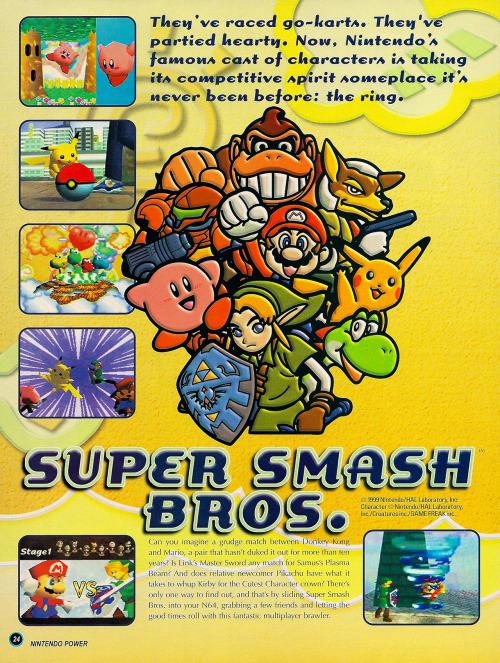 They've raced go-karts. They've
partied hearty. Now, Nintendo's
famous cast of characters is taking
its competitive spirit someplace it's
never been before: the ring.
SUPER SMASH
BROS.
© 1999 Nintendo/HAL Laboratory, Inc.
Character © Nintendo/HAL Laboratory,
Inc./Creatures inc./GAME FREAK inc.
Stage1
VS
Can you imagine a grudge match between Donkey Kong
and Mario, a pair that hasn't duked it out for more than ten
years? Is Link's Master Sword any match for Samus's Plasma
Beam? And does relative newcomer Pikachu have what it
takes to whup Kirby for the Cutest Character crown? There's
only one way to find out, and that's by sliding Super Smash
Bros. into your N64, grabbing a few friends and letting the
good times roll with this fantastic multiplayer brawler.
24
NINTENDO POWER